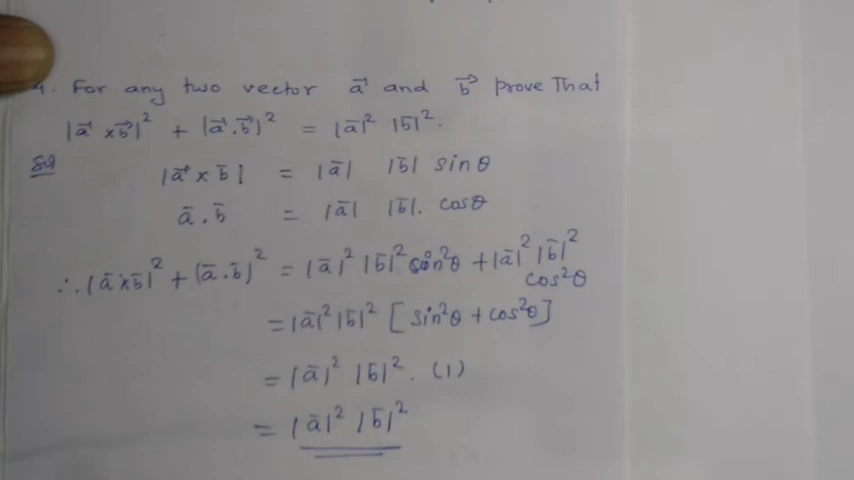 4. For any two vector a⃗ and b⃗ prove That
|a⃗ ×b⃗|² + (a⃗.b⃗)² = |a̅|² |b̅|².
Sol
|a⃗ × b̅| = |a̅| |b̅| sinθ
a̅ . b̅ = |a̅| |b̅|. cosθ
∴ |a̅ × b̅|² + (a̅ . b̅)² = |a̅|² |b̅|² sin²θ + |a̅|² |b̅|²
cos²θ
= |a̅|² |b̅|² [ sin²θ + cos²θ ]
= |a̅|² |b̅|². (1)
= |a̅|² |b̅|²